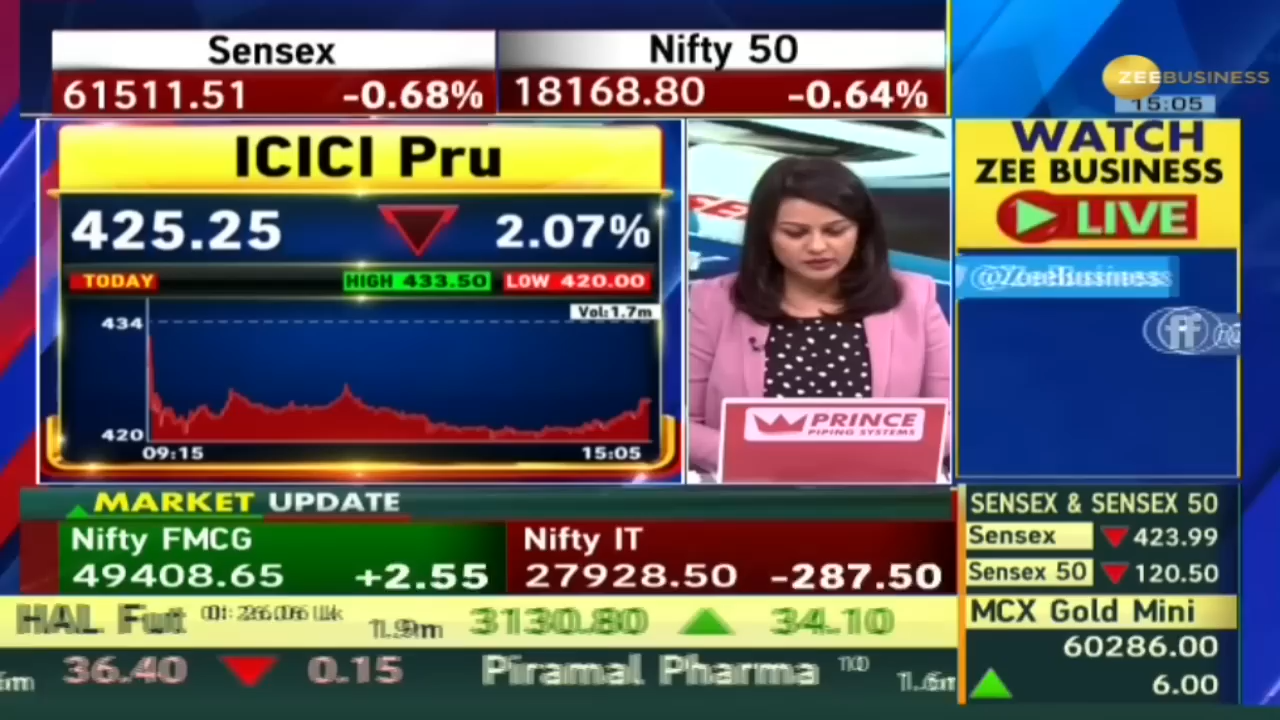 Sensex
61511.51 -0.68%
Nifty 50
18168.80 -0.64%
ZEEBUSINESS
15:05
ICICI Pru
425.25 2.07%
TODAY HIGH 433.50 LOW 420.00
Vol:1.7m
434
420
09:15 15:05
PRINCE
PIPING SYSTEMS
WATCH
ZEE BUSINESS
LIVE
@ZeeBusiness
MARKET UPDATE
Nifty FMCG
49408.65 +2.55
Nifty IT
27928.50 -287.50
SENSEX & SENSEX 50
Sensex 423.99
Sensex 50 120.50
MCX Gold Mini
60286.00
6.00
HAL Fut 1.9m 3130.80 34.10
36.40 0.15 Piramal Pharma